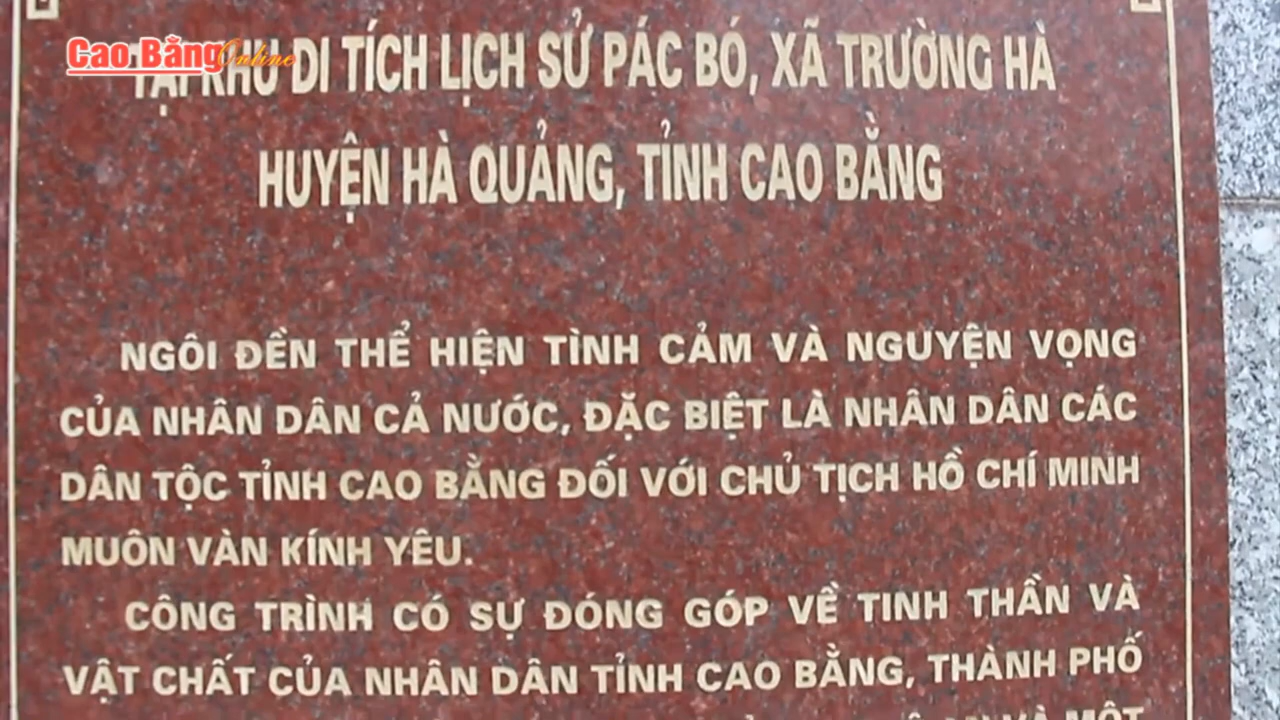 Cao Bằng Online
TẠI KHU DI TÍCH LỊCH SỬ PÁC BÓ, XÃ TRƯỜNG HÀ
HUYỆN HÀ QUẢNG, TỈNH CAO BẰNG
NGÔI ĐỀN THỂ HIỆN TÌNH CẢM VÀ NGUYỆN VỌNG
CỦA NHÂN DÂN CẢ NƯỚC, ĐẶC BIỆT LÀ NHÂN DÂN CÁC
DÂN TỘC TỈNH CAO BẰNG ĐỐI VỚI CHỦ TỊCH HỒ CHÍ MINH
MUÔN VÀN KÍNH YÊU.
CÔNG TRÌNH CÓ SỰ ĐÓNG GÓP VỀ TINH THẦN VÀ
VẬT CHẤT CỦA NHÂN DÂN TỈNH CAO BẰNG, THÀNH PHỐ
VÀ MỘT